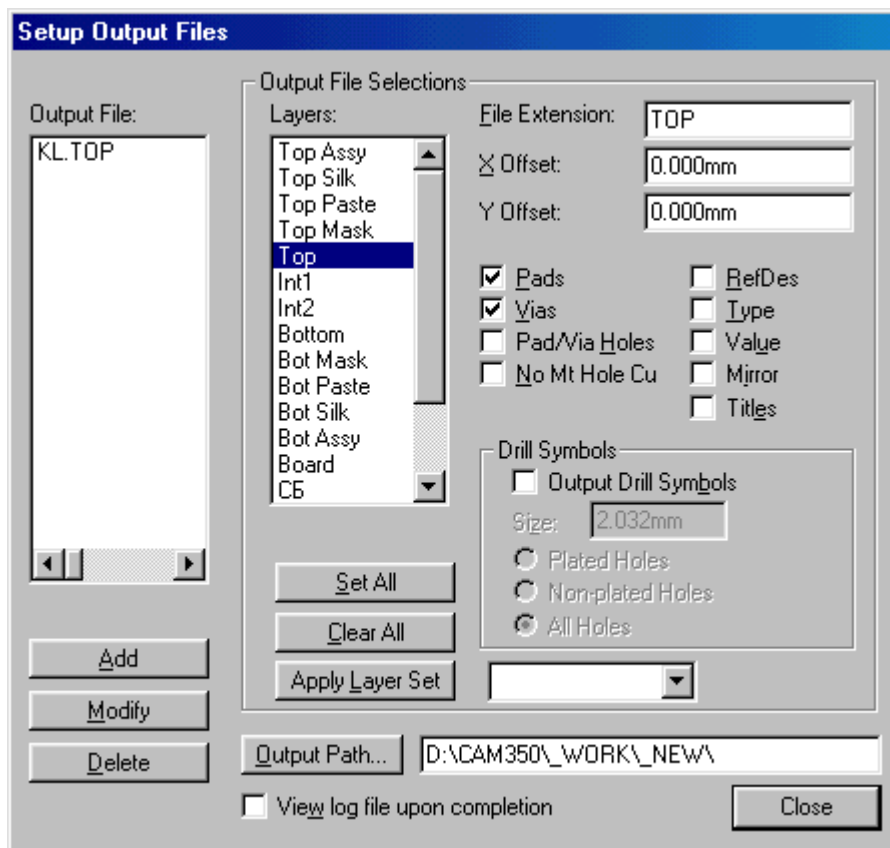 Setup Output Files
Output File:
KL.TOP
Add
Modify
Delete
Output File Selections
Layers:
Top Assy
Top Silk
Top Paste
Top Mask
Top
Int1
Int2
Bottom
Bot Mask
Bot Paste
Bot Silk
Bot Assy
Board
СБ
Set All
Clear All
Apply Layer Set
File Extension: TOP
X Offset: 0.000mm
Y Offset: 0.000mm
Pads RefDes
Vias Type
Pad/Via Holes Value
No Mt Hole Cu Mirror
Titles
Drill Symbols
Output Drill Symbols
Size: 2.032mm
Plated Holes
Non-plated Holes
All Holes
Output Path... D:\CAM350\_WORK\_NEW\
View log file upon completion
Close